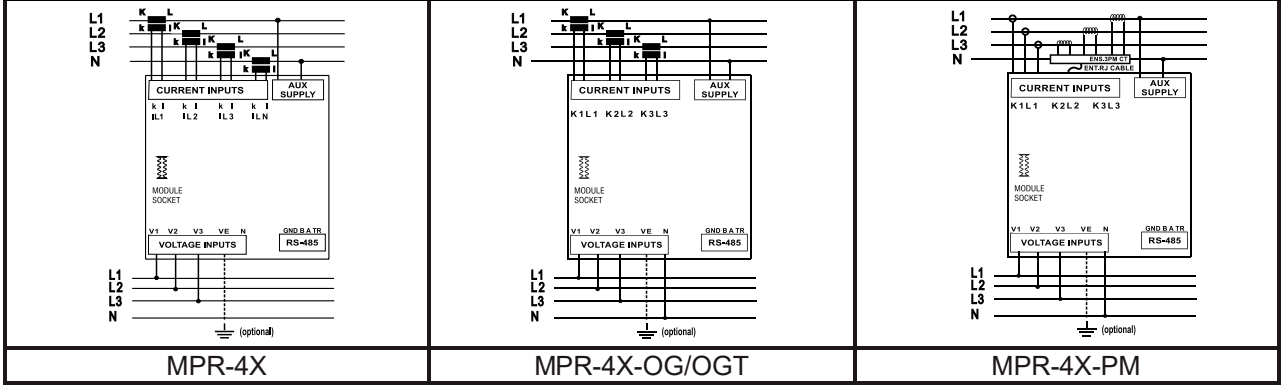 L1
L2
L3
N
K L
k l
K L
k l
K L
k l
K L
k l
CURRENT INPUTS
AUX
SUPPLY
k l k l k l k l
IL1 IL2 IL3 ILN
MODULE
SOCKET
V1 V2 V3 VE N
GND B A TR
VOLTAGE INPUTS
RS-485
L1
L2
L3
N
(optional)
MPR-4X
L1
L2
L3
N
K L
k l
K L
k l
K L
k l
CURRENT INPUTS
AUX
SUPPLY
K1L1 K2L2 K3L3
MODULE
SOCKET
V1 V2 V3 VE N
GND B A TR
VOLTAGE INPUTS
RS-485
L1
L2
L3
N
(optional)
MPR-4X-OG/OGT
L1
L2
L3
N
ENS.3PM CT
ENT.RJ CABLE
CURRENT INPUTS
AUX
SUPPLY
K1L1 K2L2 K3L3
MODULE
SOCKET
V1 V2 V3 VE N
GND B A TR
VOLTAGE INPUTS
RS-485
L1
L2
L3
N
(optional)
MPR-4X-PM